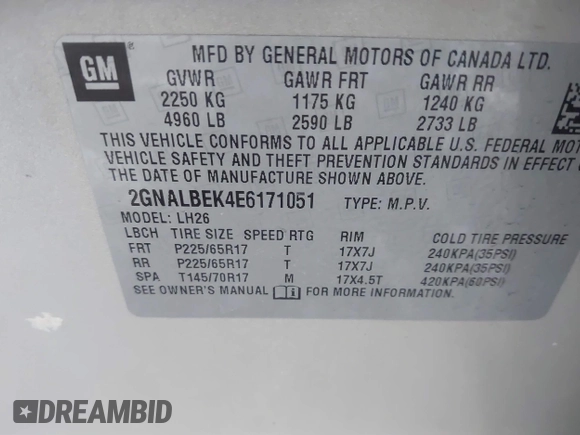 GM
MFD BY GENERAL MOTORS OF CANADA LTD.
GVWR GAWR FRT GAWR RR
2250 KG 1175 KG 1240 KG
4960 LB 2590 LB 2733 LB
THIS VEHICLE CONFORMS TO ALL APPLICABLE U.S. FEDERAL MOT
VEHICLE SAFETY AND THEFT PREVENTION STANDARDS IN EFFECT
THE DATE OF MANUFACTURE SHOWN ABOVE.
2GNALBEK4E6171051 TYPE: M.P.V.
MODEL: LH26
LBCH TIRE SIZE SPEED RTG RIM COLD TIRE PRESSURE
FRT P225/65R17 T 17X7J 240KPA(35PSI)
RR P225/65R17 T 17X7J 240KPA(35PSI)
SPA T145/70R17 M 17X4.5T 420KPA(60PSI)
SEE OWNER'S MANUAL FOR MORE INFORMATION.
DREAMBID